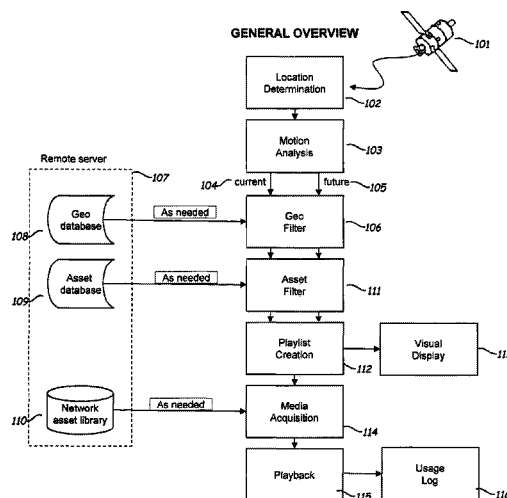 GENERAL OVERVIEW
101
Location
Determination
102
Motion
Analysis
103
Remote server
107
104
current
future
105
Geo
database
108
As needed
Geo
Filter
106
Asset
database
109
As needed
Asset
Filter
111
Playlist
Creation
112
Visual
Display
Network
asset library
110
As needed
Media
Acquisition
114
Playback
115
Usage
Log